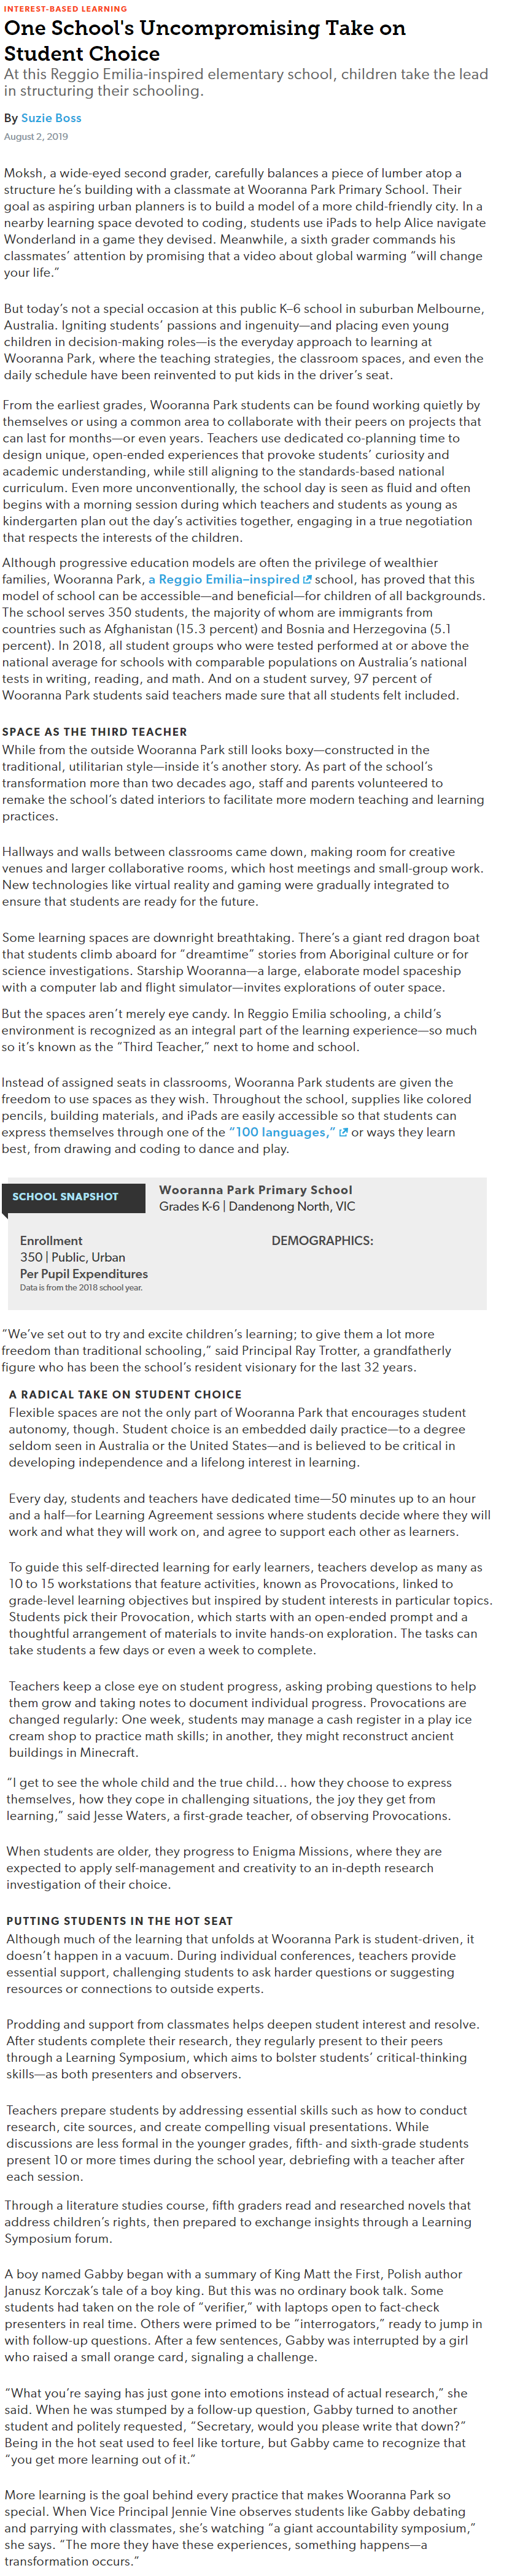 INTEREST-BASED LEARNING
One School's Uncompromising Take on
Student Choice
At this Reggio Emilia-inspired elementary school, children take the lead
in structuring their schooling.
By Suzie Boss
August 2, 2019
Moksh, a wide-eyed second grader, carefully balances a piece of lumber atop a
structure he’s building with a classmate at Wooranna Park Primary School. Their
goal as aspiring urban planners is to build a model of a more child-friendly city. In a
nearby learning space devoted to coding, students use iPads to help Alice navigate
Wonderland in a game they devised. Meanwhile, a sixth grader commands his
classmates’ attention by promising that a video about global warming “will change
your life.”
But today’s not a special occasion at this public K–6 school in suburban Melbourne,
Australia. Igniting students’ passions and ingenuity—and placing even young
children in decision-making roles—is the everyday approach to learning at
Wooranna Park, where the teaching strategies, the classroom spaces, and even the
daily schedule have been reinvented to put kids in the driver’s seat.
From the earliest grades, Wooranna Park students can be found working quietly by
themselves or using a common area to collaborate with their peers on projects that
can last for months—or even years. Teachers use dedicated co-planning time to
design unique, open-ended experiences that provoke students’ curiosity and
academic understanding, while still aligning to the standards-based national
curriculum. Even more unconventionally, the school day is seen as fluid and often
begins with a morning session during which teachers and students as young as
kindergarten plan out the day’s activities together, engaging in a true negotiation
that respects the interests of the children.
Although progressive education models are often the privilege of wealthier
families, Wooranna Park, a Reggio Emilia–inspired school, has proved that this
model of school can be accessible—and beneficial—for children of all backgrounds.
The school serves 350 students, the majority of whom are immigrants from
countries such as Afghanistan (15.3 percent) and Bosnia and Herzegovina (5.1
percent). In 2018, all student groups who were tested performed at or above the
national average for schools with comparable populations on Australia’s national
tests in writing, reading, and math. And on a student survey, 97 percent of
Wooranna Park students said teachers made sure that all students felt included.
SPACE AS THE THIRD TEACHER
While from the outside Wooranna Park still looks boxy—constructed in the
traditional, utilitarian style—inside it’s another story. As part of the school’s
transformation more than two decades ago, staff and parents volunteered to
remake the school’s dated interiors to facilitate more modern teaching and learning
practices.
Hallways and walls between classrooms came down, making room for creative
venues and larger collaborative rooms, which host meetings and small-group work.
New technologies like virtual reality and gaming were gradually integrated to
ensure that students are ready for the future.
Some learning spaces are downright breathtaking. There’s a giant red dragon boat
that students climb aboard for “dreamtime” stories from Aboriginal culture or for
science investigations. Starship Wooranna—a large, elaborate model spaceship
with a computer lab and flight simulator—invites explorations of outer space.
But the spaces aren’t merely eye candy. In Reggio Emilia schooling, a child’s
environment is recognized as an integral part of the learning experience—so much
so it’s known as the “Third Teacher,” next to home and school.
Instead of assigned seats in classrooms, Wooranna Park students are given the
freedom to use spaces as they wish. Throughout the school, supplies like colored
pencils, building materials, and iPads are easily accessible so that students can
express themselves through one of the “100 languages,” or ways they learn
best, from drawing and coding to dance and play.
SCHOOL SNAPSHOT
Wooranna Park Primary School
Grades K-6 | Dandenong North, VIC
Enrollment
350 | Public, Urban
Per Pupil Expenditures
Data is from the 2018 school year.
DEMOGRAPHICS:
“We’ve set out to try and excite children’s learning; to give them a lot more
freedom than traditional schooling,” said Principal Ray Trotter, a grandfatherly
figure who has been the school’s resident visionary for the last 32 years.
A RADICAL TAKE ON STUDENT CHOICE
Flexible spaces are not the only part of Wooranna Park that encourages student
autonomy, though. Student choice is an embedded daily practice—to a degree
seldom seen in Australia or the United States—and is believed to be critical in
developing independence and a lifelong interest in learning.
Every day, students and teachers have dedicated time—50 minutes up to an hour
and a half—for Learning Agreement sessions where students decide where they will
work and what they will work on, and agree to support each other as learners.
To guide this self-directed learning for early learners, teachers develop as many as
10 to 15 workstations that feature activities, known as Provocations, linked to
grade-level learning objectives but inspired by student interests in particular topics.
Students pick their Provocation, which starts with an open-ended prompt and a
thoughtful arrangement of materials to invite hands-on exploration. The tasks can
take students a few days or even a week to complete.
Teachers keep a close eye on student progress, asking probing questions to help
them grow and taking notes to document individual progress. Provocations are
changed regularly: One week, students may manage a cash register in a play ice
cream shop to practice math skills; in another, they might reconstruct ancient
buildings in Minecraft.
“I get to see the whole child and the true child... how they choose to express
themselves, how they cope in challenging situations, the joy they get from
learning,” said Jesse Waters, a first-grade teacher, of observing Provocations.
When students are older, they progress to Enigma Missions, where they are
expected to apply self-management and creativity to an in-depth research
investigation of their choice.
PUTTING STUDENTS IN THE HOT SEAT
Although much of the learning that unfolds at Wooranna Park is student-driven, it
doesn’t happen in a vacuum. During individual conferences, teachers provide
essential support, challenging students to ask harder questions or suggesting
resources or connections to outside experts.
Prodding and support from classmates helps deepen student interest and resolve.
After students complete their research, they regularly present to their peers
through a Learning Symposium, which aims to bolster students’ critical-thinking
skills—as both presenters and observers.
Teachers prepare students by addressing essential skills such as how to conduct
research, cite sources, and create compelling visual presentations. While
discussions are less formal in the younger grades, fifth- and sixth-grade students
present 10 or more times during the school year, debriefing with a teacher after
each session.
Through a literature studies course, fifth graders read and researched novels that
address children’s rights, then prepared to exchange insights through a Learning
Symposium forum.
A boy named Gabby began with a summary of King Matt the First, Polish author
Janusz Korczak’s tale of a boy king. But this was no ordinary book talk. Some
students had taken on the role of “verifier,” with laptops open to fact-check
presenters in real time. Others were primed to be “interrogators,” ready to jump in
with follow-up questions. After a few sentences, Gabby was interrupted by a girl
who raised a small orange card, signaling a challenge.
“What you’re saying has just gone into emotions instead of actual research,” she
said. When he was stumped by a follow-up question, Gabby turned to another
student and politely requested, “Secretary, would you please write that down?”
Being in the hot seat used to feel like torture, but Gabby came to recognize that
“you get more learning out of it.”
More learning is the goal behind every practice that makes Wooranna Park so
special. When Vice Principal Jennie Vine observes students like Gabby debating
and parrying with classmates, she’s watching “a giant accountability symposium,”
she says. “The more they have these experiences, something happens—a
transformation occurs.”